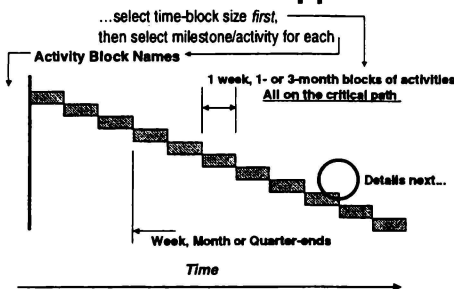 ...select time-block size first,
then select milestone/activity for each
Activity Block Names
1 week, 1- or 3-month blocks of activities
All on the critical path
Details next...
Week, Month or Quarter-ends
Time